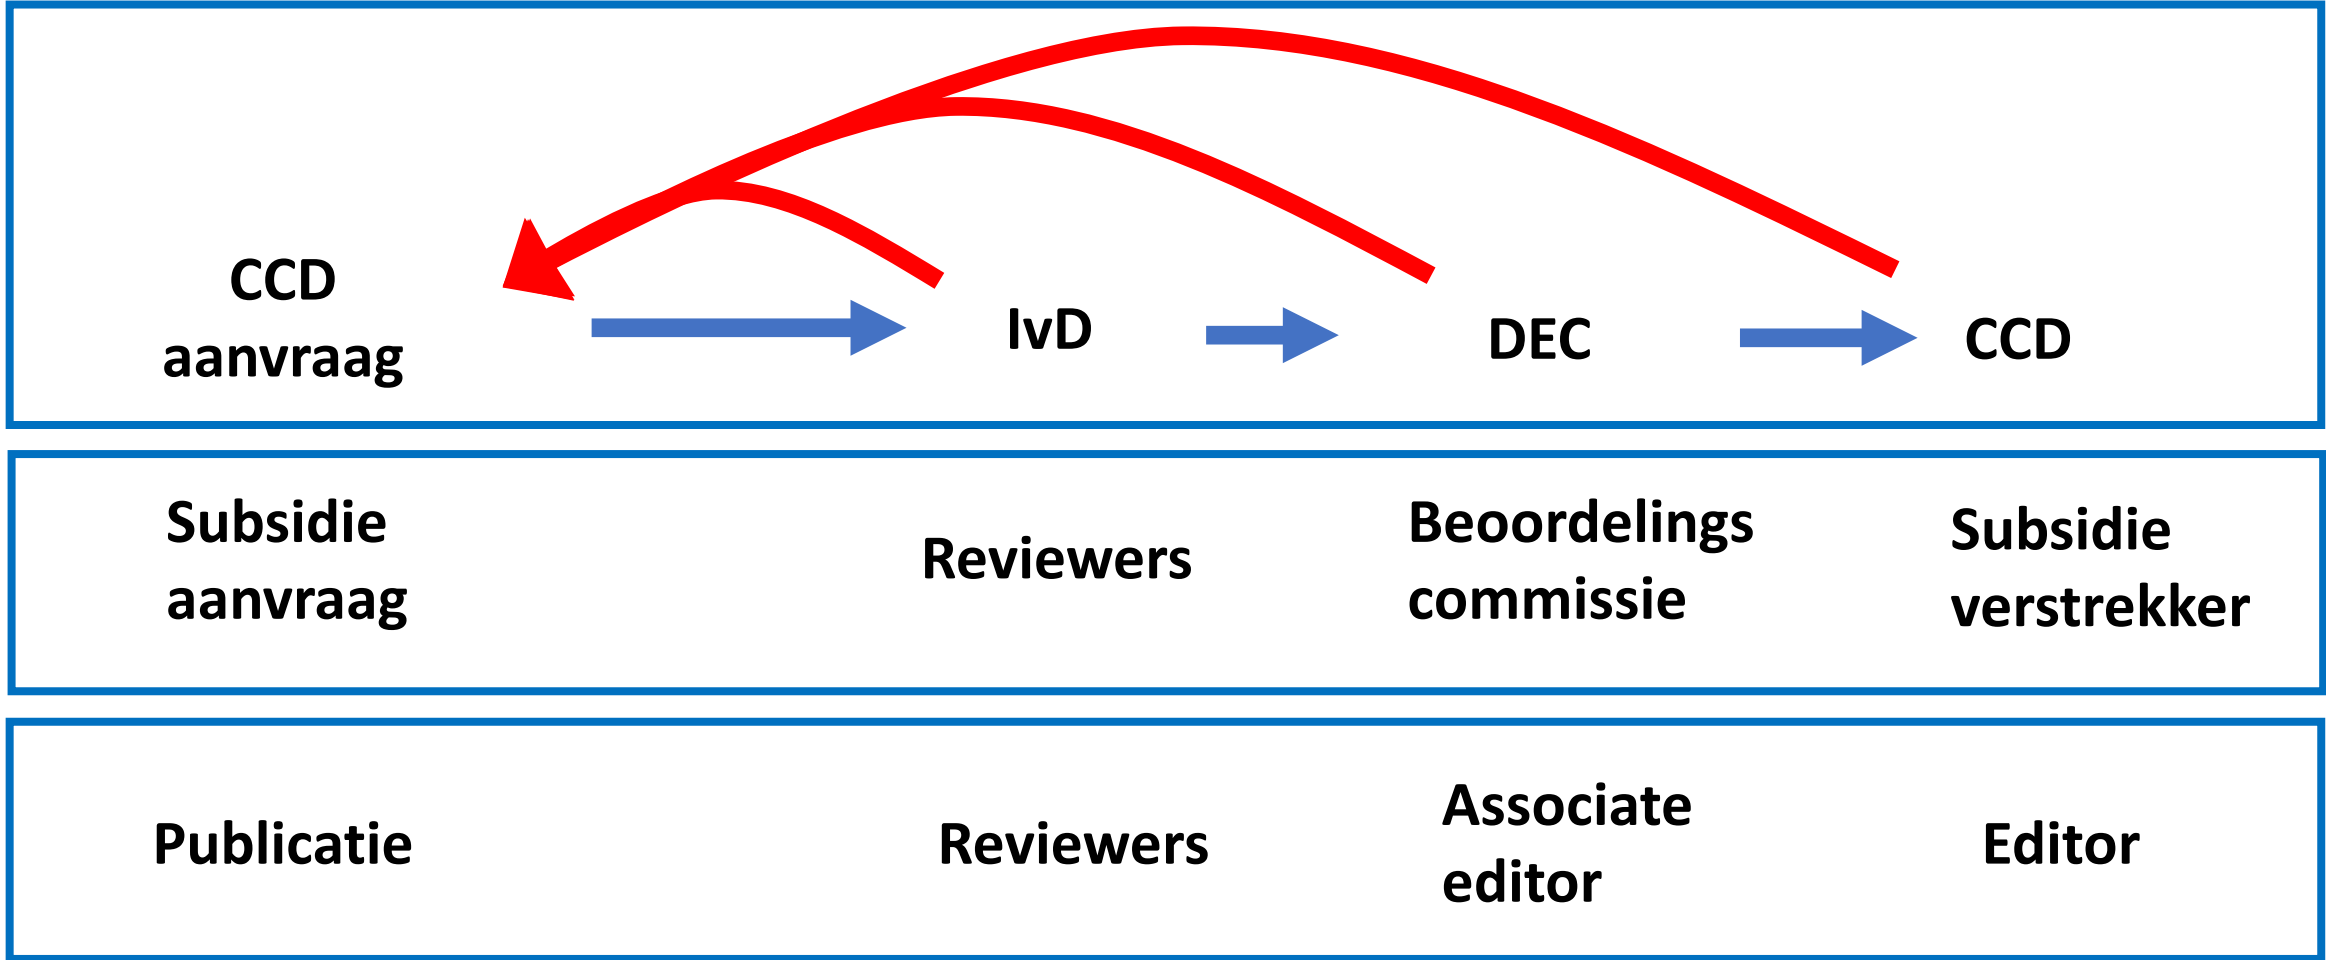 CCD
aanvraag
IvD
DEC
CCD
Subsidie
aanvraag
Reviewers
Beoordelings
commissie
Subsidie
verstrekker
Publicatie
Reviewers
Associate
editor
Editor